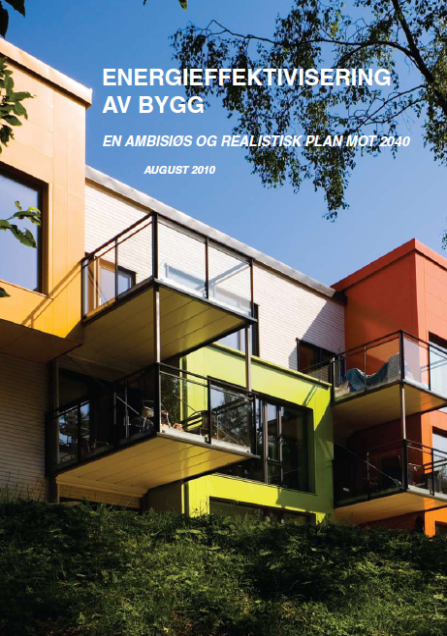 ENERGIEFFEKTIVISERING
AV BYGG
EN AMBISIØS OG REALISTISK PLAN MOT 2040
AUGUST 2010